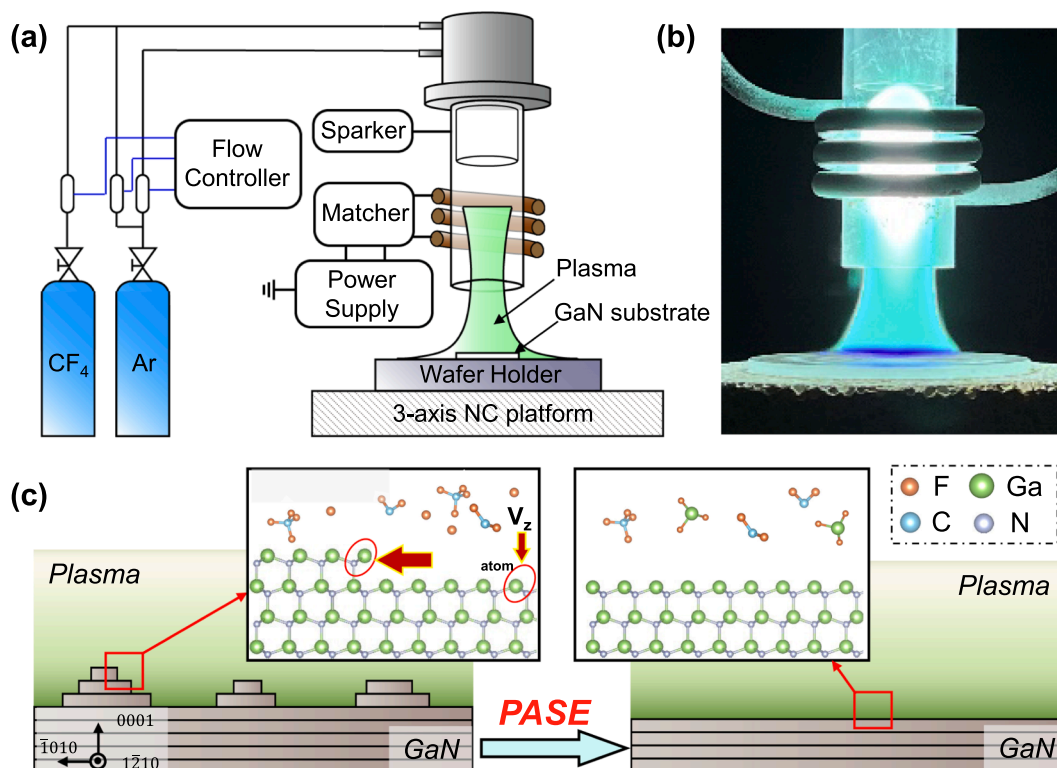 (a)
Sparker
Flow
Controller
Matcher
Power
Supply
Plasma
GaN substrate
CF₄
Ar
Wafer Holder
3-axis NC platform
(b)
(c)
Plasma
V_z
atom
F
Ga
C
N
Plasma
0001
1̅010
12̅10
GaN
PASE
GaN